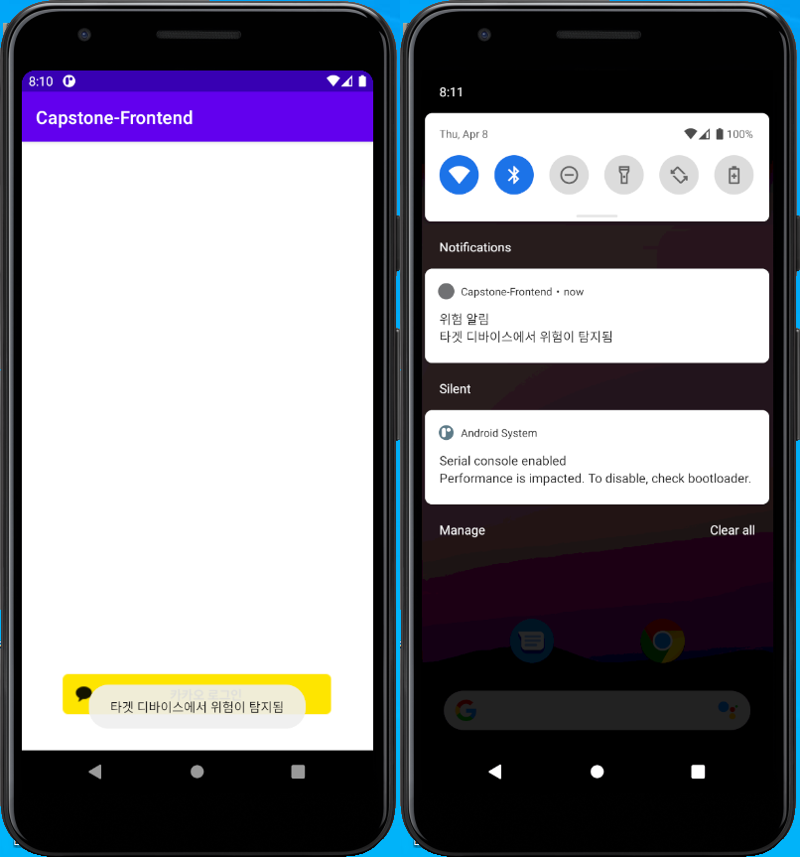 8:10
Capstone-Frontend
카카오 로그인
타겟 디바이스에서 위험이 탐지됨
8:11
Thu, Apr 8
100%
Notifications
Capstone-Frontend • now
위험 알림
타겟 디바이스에서 위험이 탐지됨
Silent
Android System
Serial console enabled
Performance is impacted. To disable, check bootloader.
Manage
Clear all